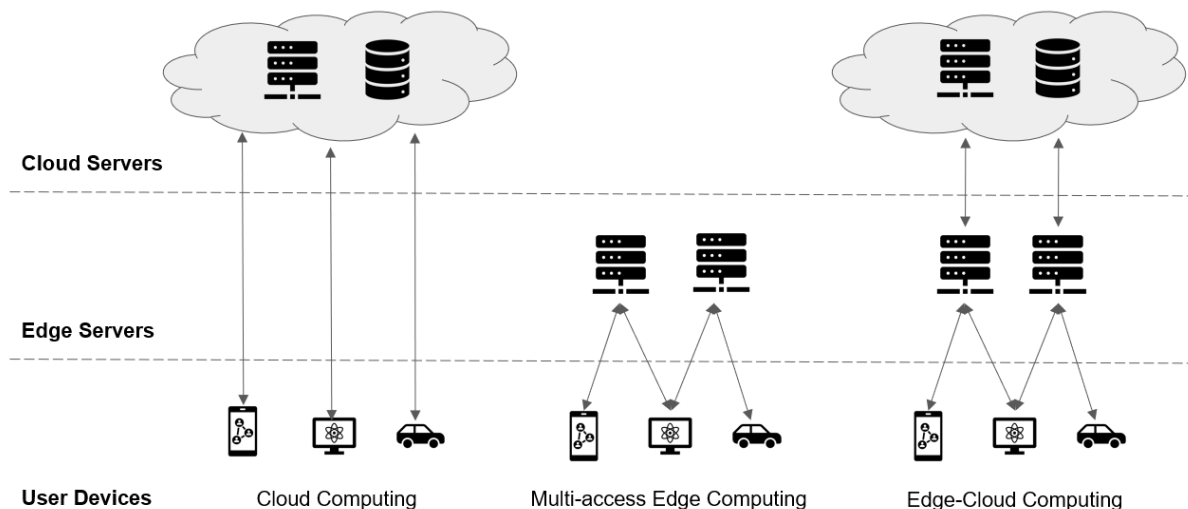 Cloud Servers
Edge Servers
User Devices
Cloud Computing
Multi-access Edge Computing
Edge-Cloud Computing